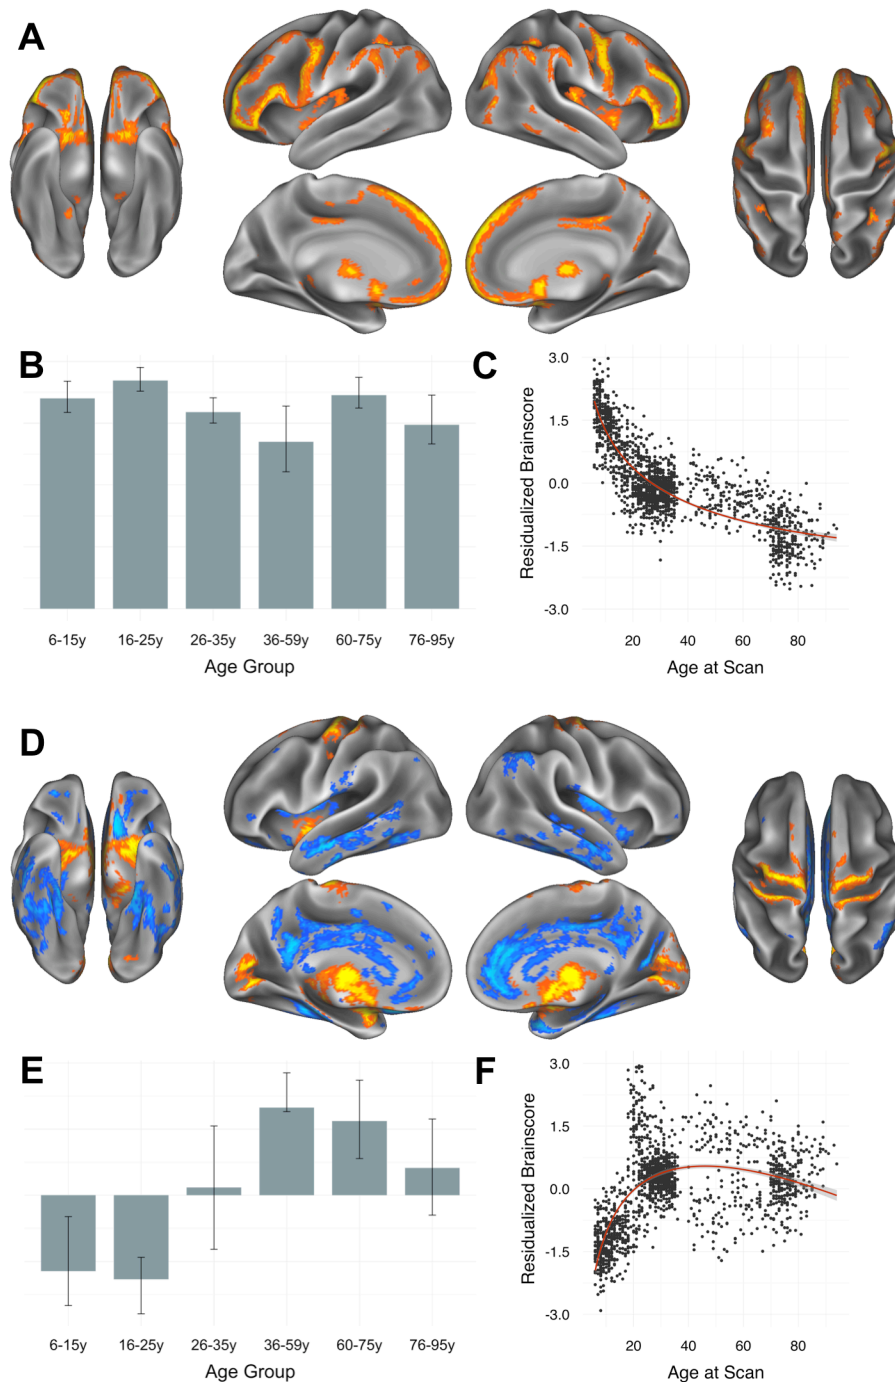 A
B
6-15y 16-25y 26-35y 36-59y 60-75y 76-95y
Age Group
C
Residualized Brainscore
3.0
1.5
0.0
-1.5
-3.0
20 40 60 80
Age at Scan
D
E
6-15y 16-25y 26-35y 36-59y 60-75y 76-95y
Age Group
F
Residualized Brainscore
3.0
1.5
0.0
-1.5
-3.0
20 40 60 80
Age at Scan